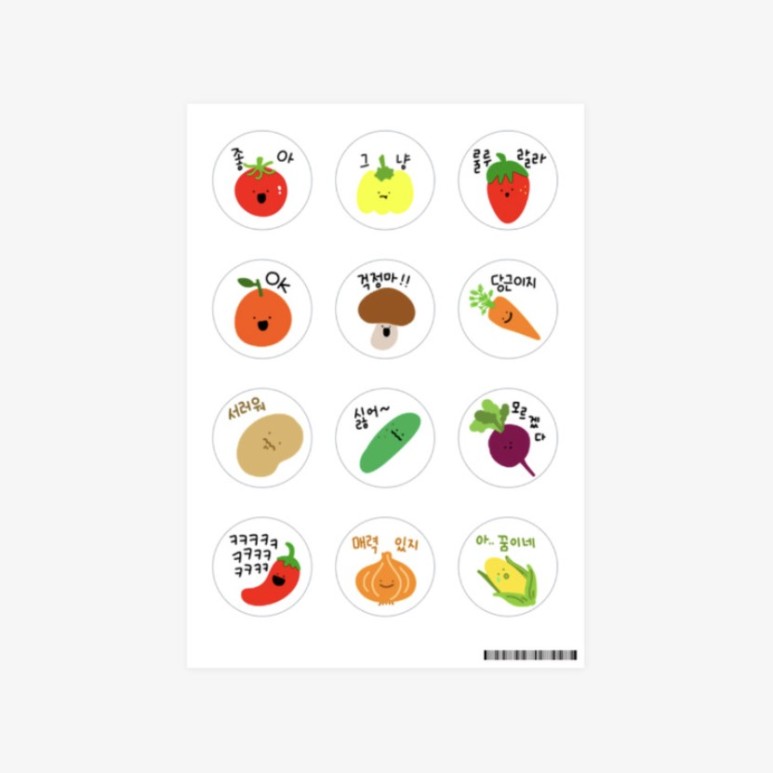 좋아
그냥
룰루 랄라
OK
걱정마!!
당근이지
서러워
싫어~
모르겠다
ㅋㅋㅋㅋㅋ
ㅋㅋㅋㅋ
ㅋㅋㅋㅋ
매력 있지
아.. 꿈이네